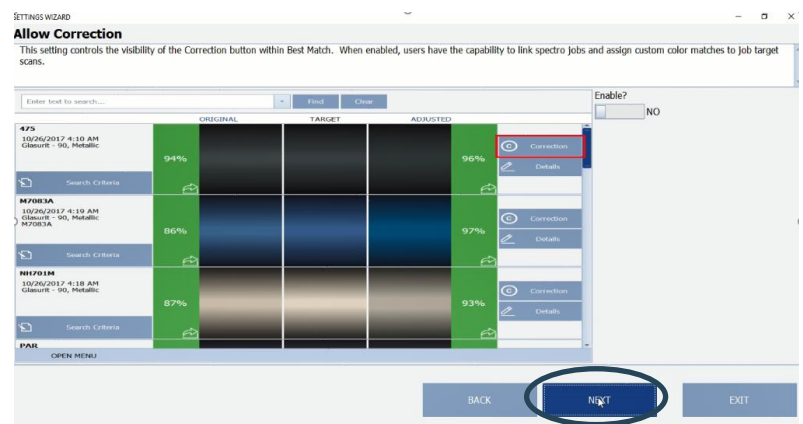 SETTINGS WIZARD
Allow Correction
This setting controls the visibility of the Correction button within Best Match. When enabled, users have the capability to link spectro jobs and assign custom color matches to job target
scans.
Enter text to search...
Find
Clear
Enable?
NO
ORIGINAL
TARGET
ADJUSTED
475
10/26/2017 4:10 AM
Glasurit - 90, Metallic
94%
96%
Correction
Details
Search Criteria
M7083A
10/26/2017 4:19 AM
Glasurit - 90, Metallic
M7083A
86%
97%
Correction
Details
Search Criteria
NH701M
10/26/2017 4:18 AM
Glasurit - 90, Metallic
87%
93%
Correction
Details
Search Criteria
PAR
OPEN MENU
BACK
NEXT
EXIT